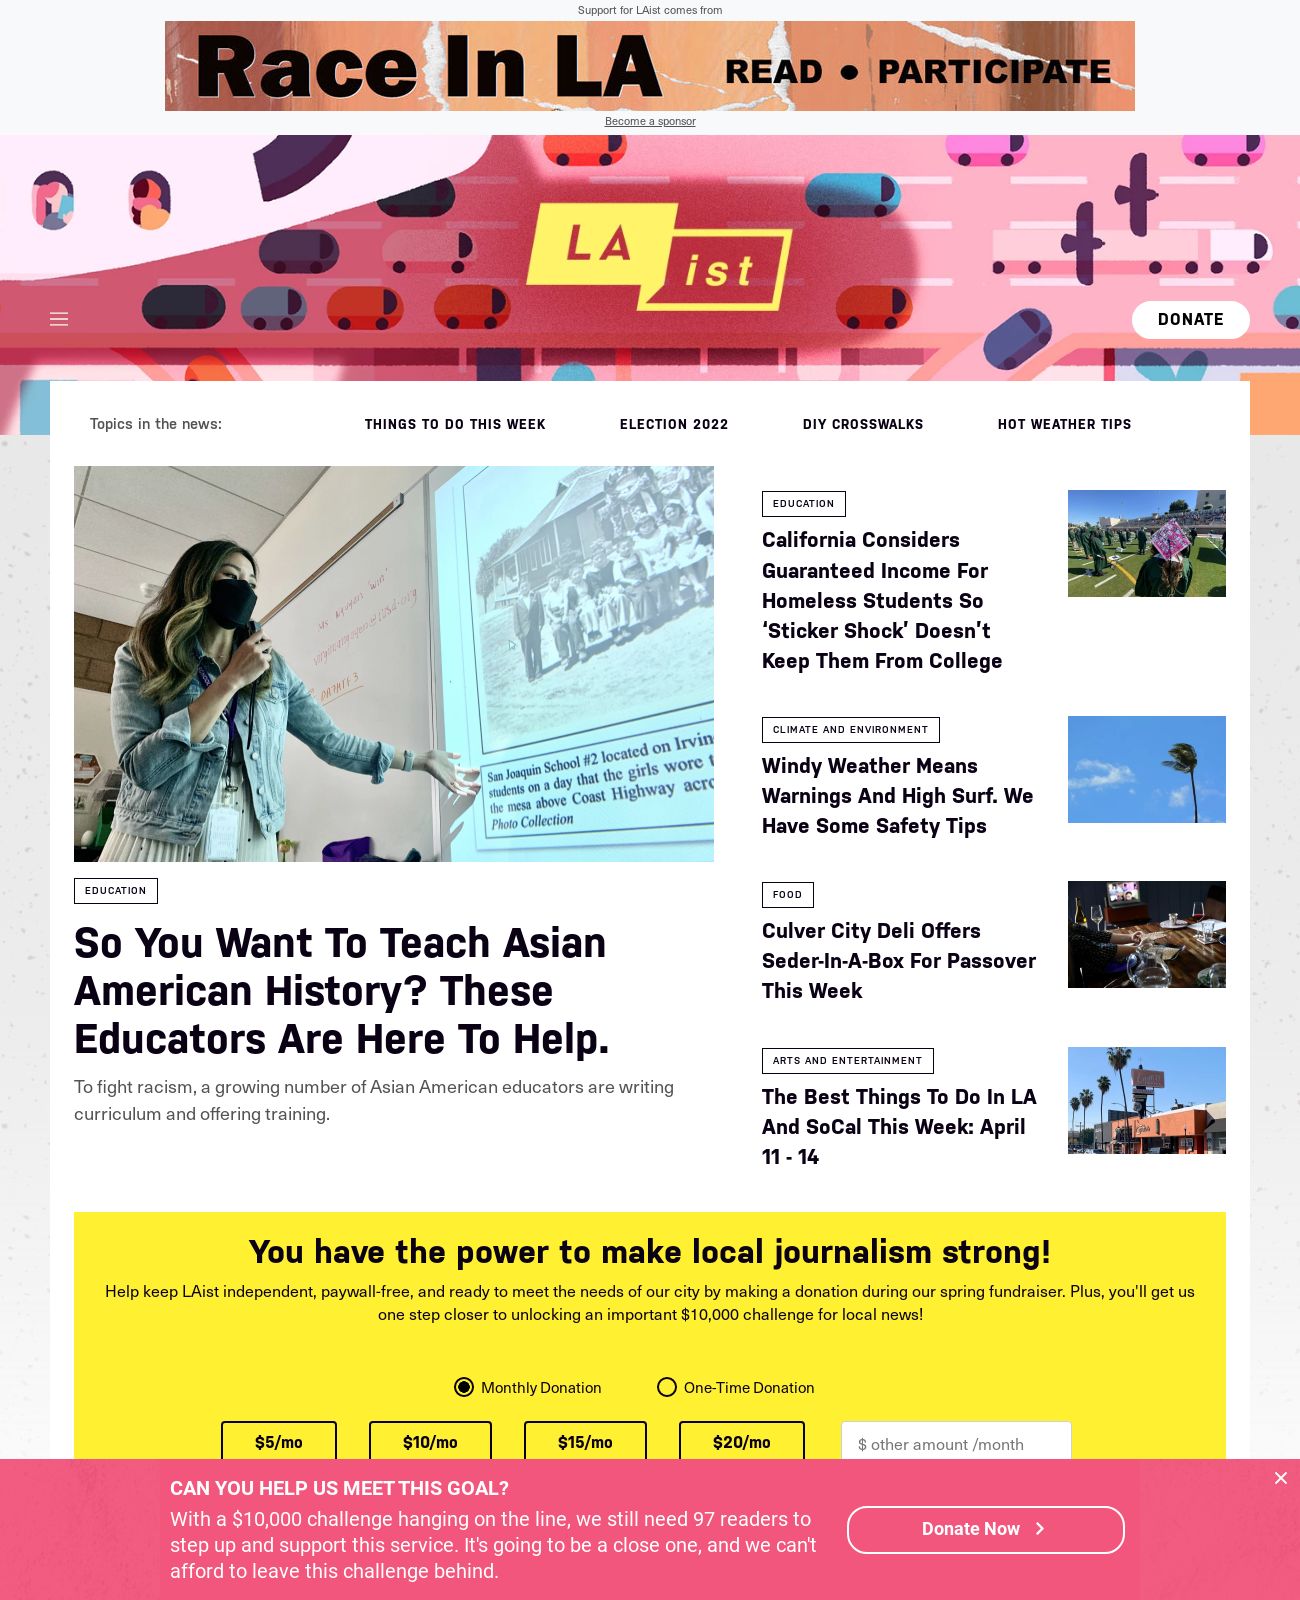 Support for LAist comes from
Race In LA READ • PARTICIPATE
Become a sponsor
LA
ist
DONATE
Topics in the news:
THINGS TO DO THIS WEEK
ELECTION 2022
DIY CROSSWALKS
HOT WEATHER TIPS
Ms. Nguyen "win"
San Joaquin School #2 located on Irvin
students on a day that the girls wore t
the mesa above Coast Highway acro
Photo Collection
EDUCATION
So You Want To Teach Asian
American History? These
Educators Are Here To Help.
To fight racism, a growing number of Asian American educators are writing
curriculum and offering training.
EDUCATION
California Considers
Guaranteed Income For
Homeless Students So
‘Sticker Shock’ Doesn’t
Keep Them From College
CLIMATE AND ENVIRONMENT
Windy Weather Means
Warnings And High Surf. We
Have Some Safety Tips
FOOD
Culver City Deli Offers
Seder-In-A-Box For Passover
This Week
ARTS AND ENTERTAINMENT
The Best Things To Do In LA
And SoCal This Week: April
11 - 14
You have the power to make local journalism strong!
Help keep LAist independent, paywall-free, and ready to meet the needs of our city by making a donation during our spring fundraiser. Plus, you'll get us
one step closer to unlocking an important $10,000 challenge for local news!
Monthly Donation
One-Time Donation
$5/mo
$10/mo
$15/mo
$20/mo
$ other amount /month
CAN YOU HELP US MEET THIS GOAL?
With a $10,000 challenge hanging on the line, we still need 97 readers to
step up and support this service. It's going to be a close one, and we can't
afford to leave this challenge behind.
Donate Now